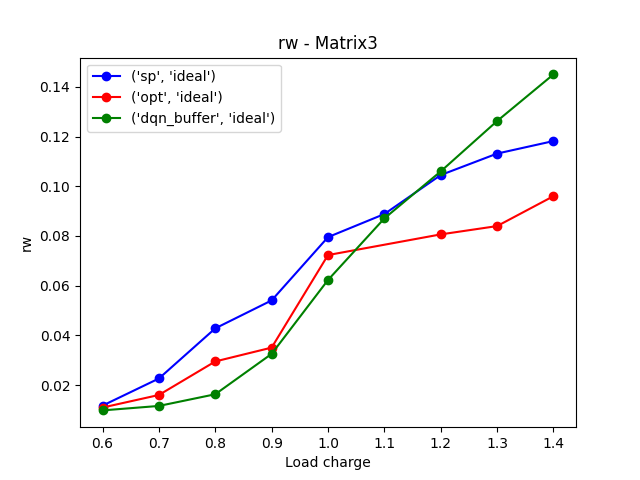 rw - Matrix3
('sp', 'ideal')
('opt', 'ideal')
('dqn_buffer', 'ideal')
0.14
0.12
0.10
0.08
0.06
0.04
0.02
rw
0.6 0.7 0.8 0.9 1.0 1.1 1.2 1.3 1.4
Load charge